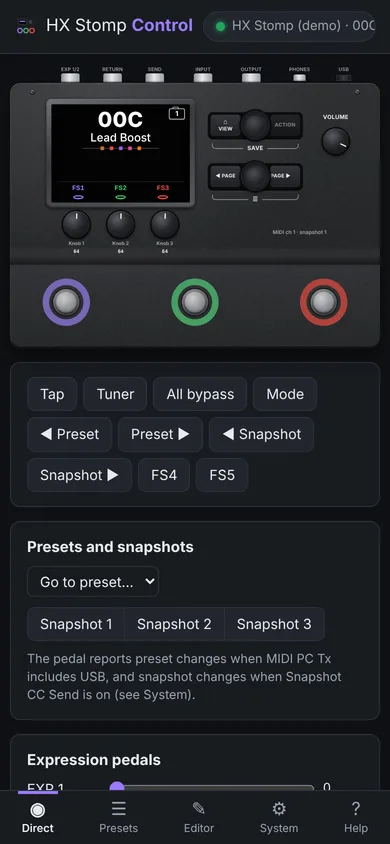 HX Stomp Control
HX Stomp (demo) · 00C
EXP 1/2 RETURN SEND INPUT OUTPUT PHONES USB
00C
1
Lead Boost
FS1 FS2 FS3
VIEW ACTION
SAVE
◀ PAGE PAGE ▶
VOLUME
Knob 1 Knob 2 Knob 3
64 64 64
MIDI ch 1 · snapshot 1
Tap Tuner All bypass Mode
◀ Preset Preset ▶ ◀ Snapshot
Snapshot ▶ FS4 FS5
Presets and snapshots
Go to preset...
Snapshot 1 Snapshot 2 Snapshot 3
The pedal reports preset changes when MIDI PC Tx
includes USB, and snapshot changes when Snapshot
CC Send is on (see System).
Expression pedals
EXP 1 0
Direct Presets Editor System Help